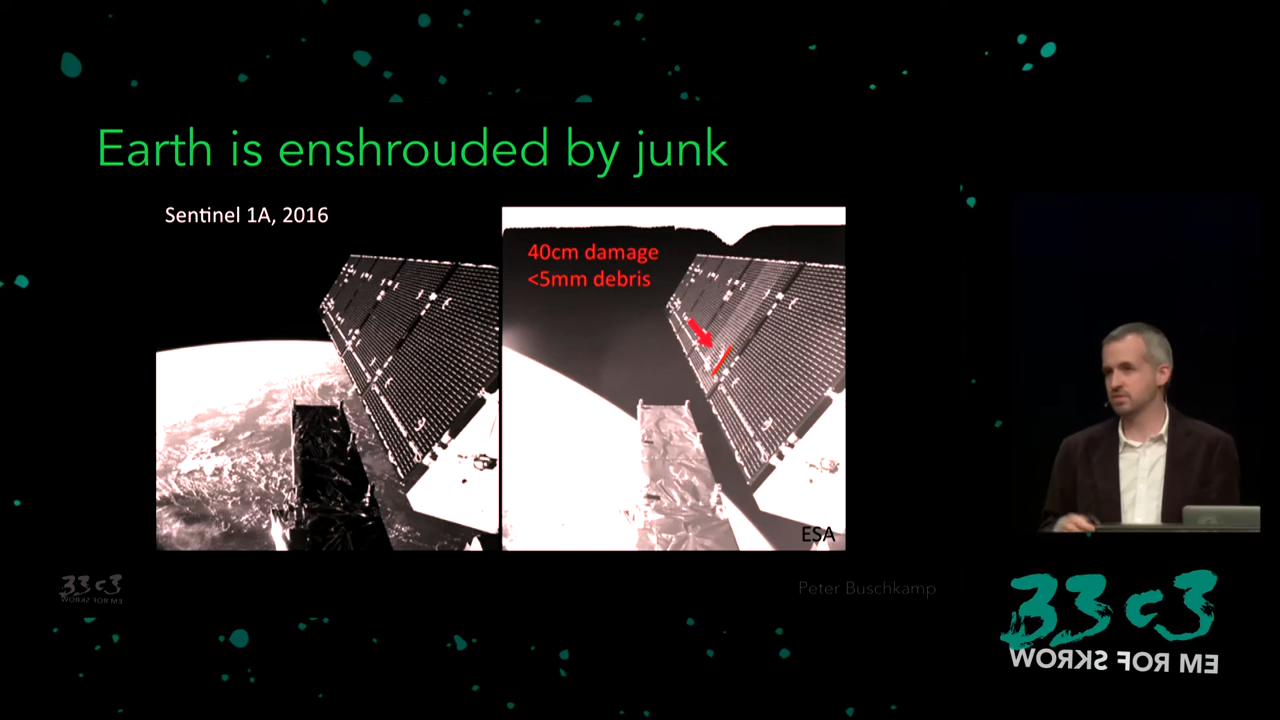 Earth is enshrouded by junk
Sentinel 1A, 2016
40cm damage
<5mm debris
ESA
33c3
WORKS FOR ME
Peter Buschkamp
33c3
WORKS FOR ME